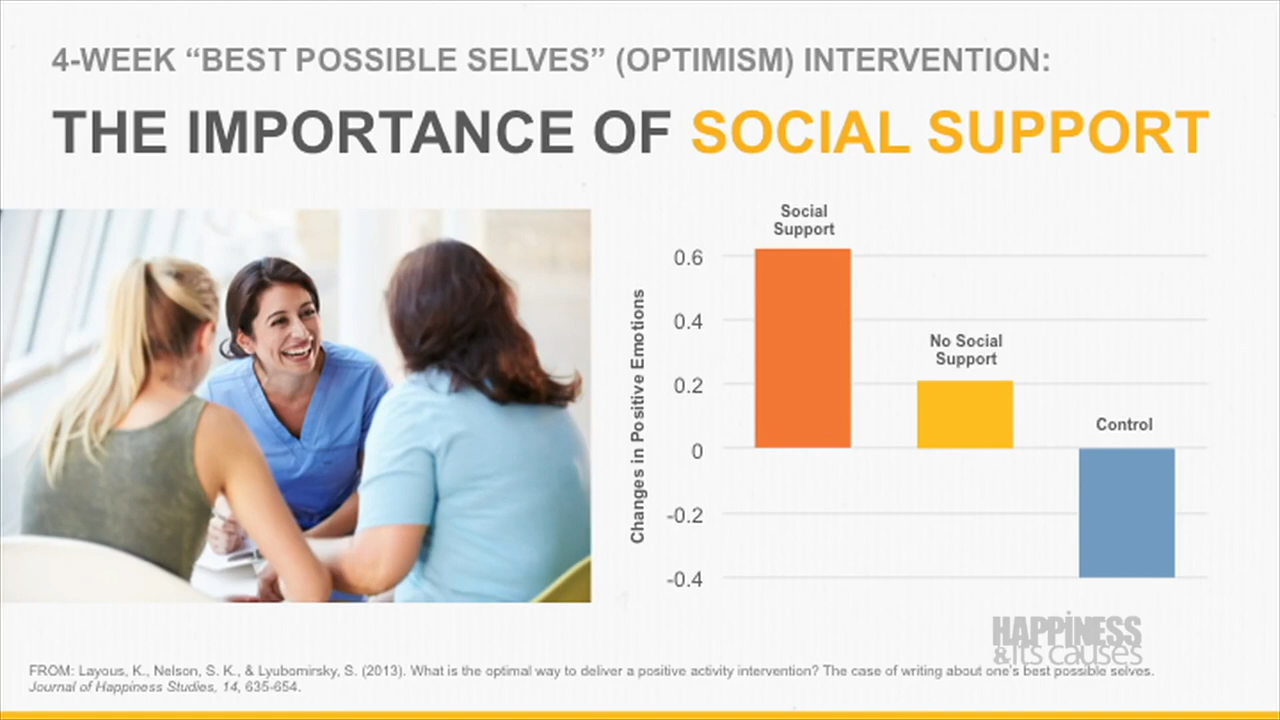 4-WEEK “BEST POSSIBLE SELVES” (OPTIMISM) INTERVENTION:
THE IMPORTANCE OF SOCIAL SUPPORT
Changes in Positive Emotions
0.6
0.4
0.2
0
-0.2
-0.4
Social
Support
No Social
Support
Control
HAPPiNESS
&its causes
FROM: Layous, K., Nelson, S. K., & Lyubomirsky, S. (2013). What is the optimal way to deliver a positive activity intervention? The case of writing about one's best possible selves.
Journal of Happiness Studies, 14, 635-654.